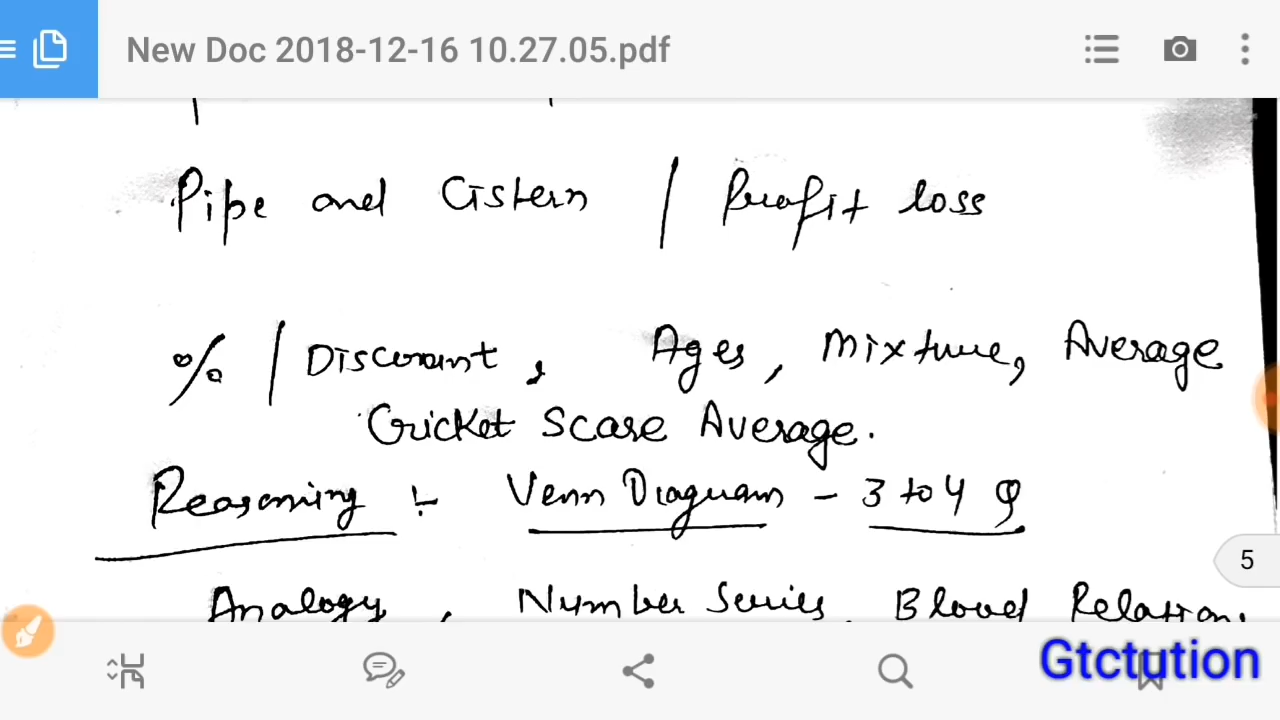 New Doc 2018-12-16 10.27.05.pdf
Pipe and Cistern / Profit loss
% / Discount, Ages, Mixture, Average
Cricket Scare Average.
Reasoning :- Venn Diagram - 3 to 4 Q
5
Analogy, Number Series, Blood Relation,
Gtctution